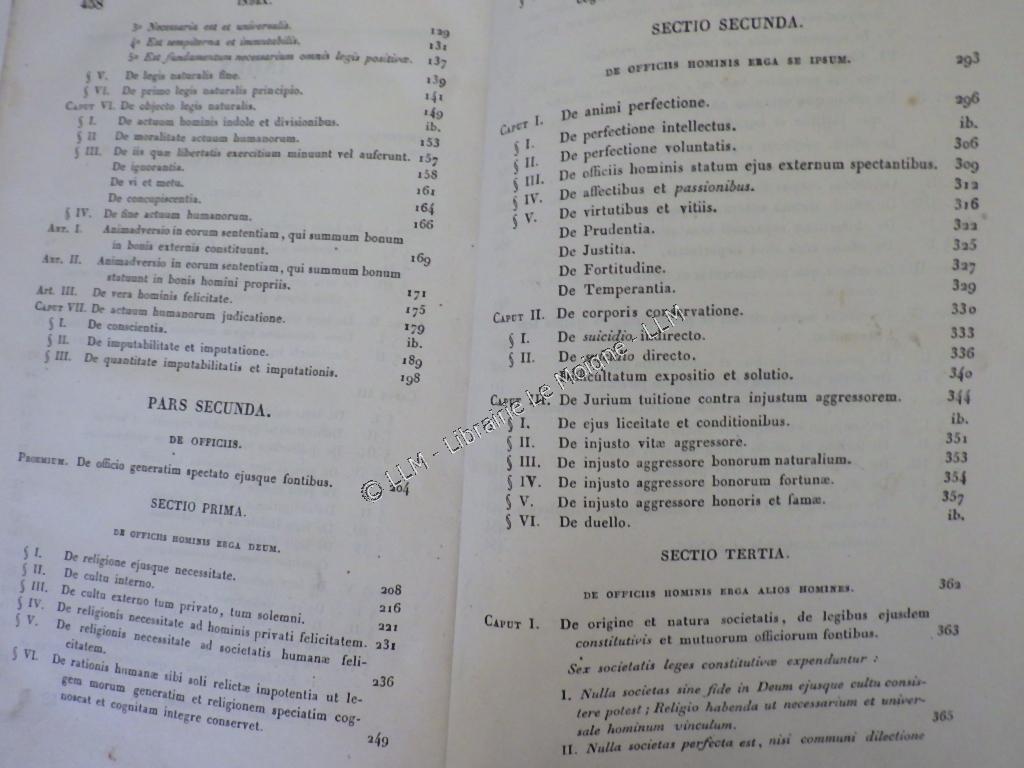 458 INDEX.
3º Necessaria est et universalis. 129
4º Est sempiterna et immutabilis. 131
5º Est fundamentum necessarium omnis legis positivæ. 137
§ V. De legis naturalis fine. 139
§ VI. De primo legis naturalis principio. 141
CAPUT VI. De objecto legis naturalis. 149
§ I. De actuum hominis indole et divisionibus. ib.
§ II De moralitate actuum humanorum. 153
§ III. De iis quæ libertatis exercitium minuunt vel auferunt. 157
De ignorantia. 158
De vi et metu. 161
De concupiscentia. 164
§ IV. De fine actuum humanorum. 166
ART. I. Animadversio in eorum sententiam, qui summum bonum
in bonis externis constituunt. 169
ART. II. Animadversio in eorum sententiam, qui summum bonum
statuunt in bonis homini propriis. 171
Art. III. De vera hominis felicitate. 175
CAPUT VII. De actuum humanorum judicatione. 179
§ I. De conscientia. ib.
§ II. De imputabilitate et imputatione. 189
§ III. De quantitate imputabilitatis et imputationis. 198
PARS SECUNDA.
DE OFFICIIS.
PROEMIUM. De officio generatim spectato ejusque fontibus. 204
SECTIO PRIMA.
DE OFFICIIS HOMINIS ERGA DEUM.
§ I. De religione ejusque necessitate. 208
§ II. De cultu interno. 216
§ III. De cultu externo tum privato, tum solemni. 221
§ IV. De religionis necessitate ad hominis privati felicitatem. 231
§ V. De religionis necessitate ad societatis humanæ feli-
citatem. 236
§ VI. De rationis humanæ sibi soli relictæ impotentia ut le-
gem morum generatim et religionem speciatim cog-
noscat et cognitam integre conservet. 249
SECTIO SECUNDA.
DE OFFICIIS HOMINIS ERGA SE IPSUM. 293
CAPUT I. De animi perfectione. 296
§ I. De perfectione intellectus. ib.
§ II. De perfectione voluntatis. 306
§ III. De officiis hominis statum ejus externum spectantibus. 309
§ IV. De affectibus et passionibus. 312
§ V. De virtutibus et vitiis. 316
De Prudentia. 322
De Justitia. 325
De Fortitudine. 327
De Temperantia. 329
CAPUT II. De corporis conservatione. 330
§ I. De suicidio indirecto. 333
§ II. De suicidio directo. 336
Difficultatum expositio et solutio. 340
CAPUT III. De Jurium tuitione contra injustum aggressorem. 344
§ I. De ejus liceitate et conditionibus. ib.
§ II. De injusto vitæ aggressore. 351
§ III. De injusto aggressore bonorum naturalium. 353
§ IV. De injusto aggressore bonorum fortunæ. 354
§ V. De injusto aggressore honoris et famæ. 357
§ VI. De duello. ib.
SECTIO TERTIA.
DE OFFICIIS HOMINIS ERGA ALIOS HOMINES. 362
CAPUT I. De origine et natura societatis, de legibus ejusdem
constitutivis et mutuorum officiorum fontibus. 363
Sex societatis leges constitutivæ expenduntur :
I. Nulla societas sine fide in Deum ejusque cultu consis-
tere potest ; Religio habenda ut necessarium et univer-
sale hominum vinculum. 365
II. Nulla societas perfecta est, nisi communi dilectione
© LLM - Librairie Le Moione - LLM